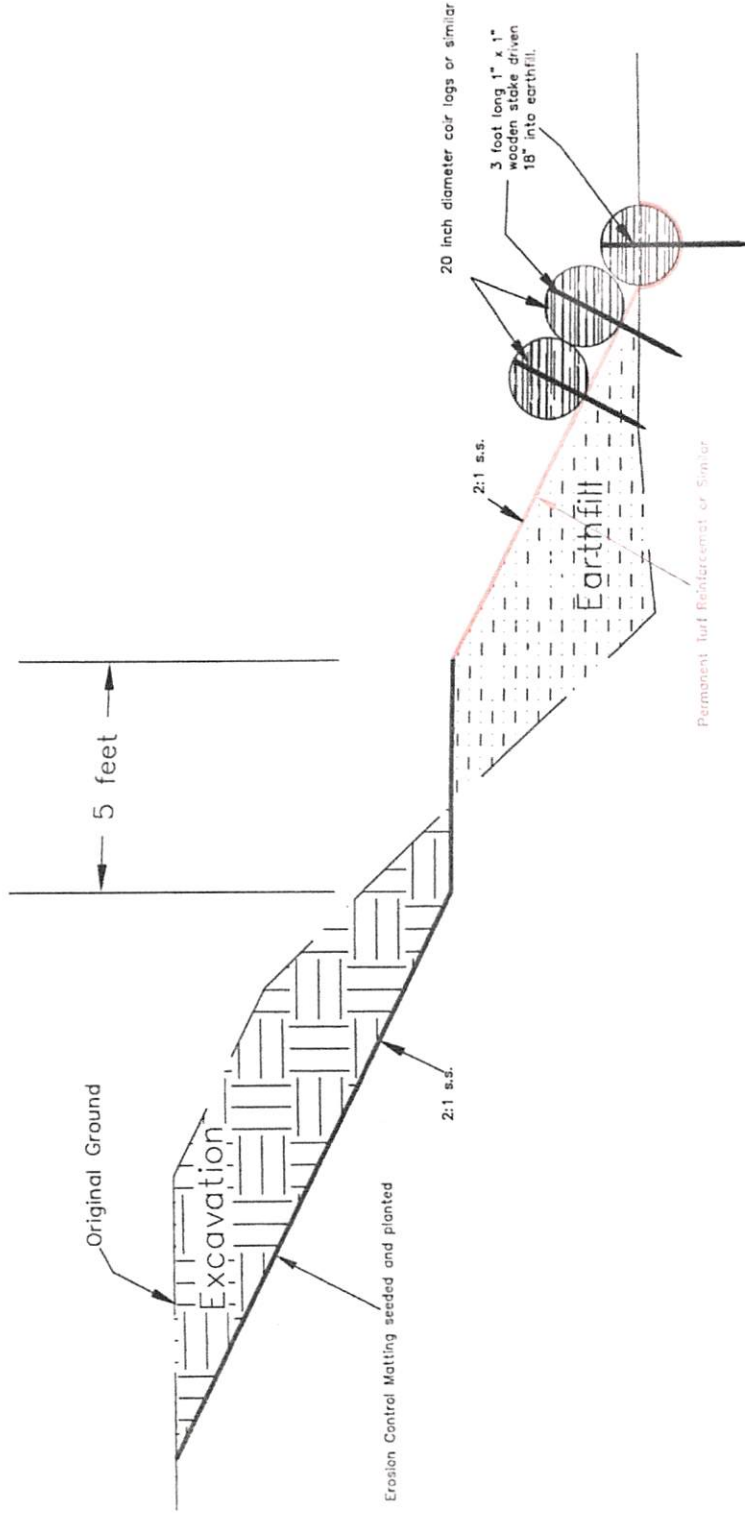 5 feet
Original Ground
Excavation
Erosion Control Matting seeded and planted
2:1 s.s.
2:1 s.s.
20 inch diameter coir logs or similar
3 foot long 1" x 1"
wooden stake driven
18" into earthfill.
Earthfill
Permanent Turf Reinforcemat or Similar